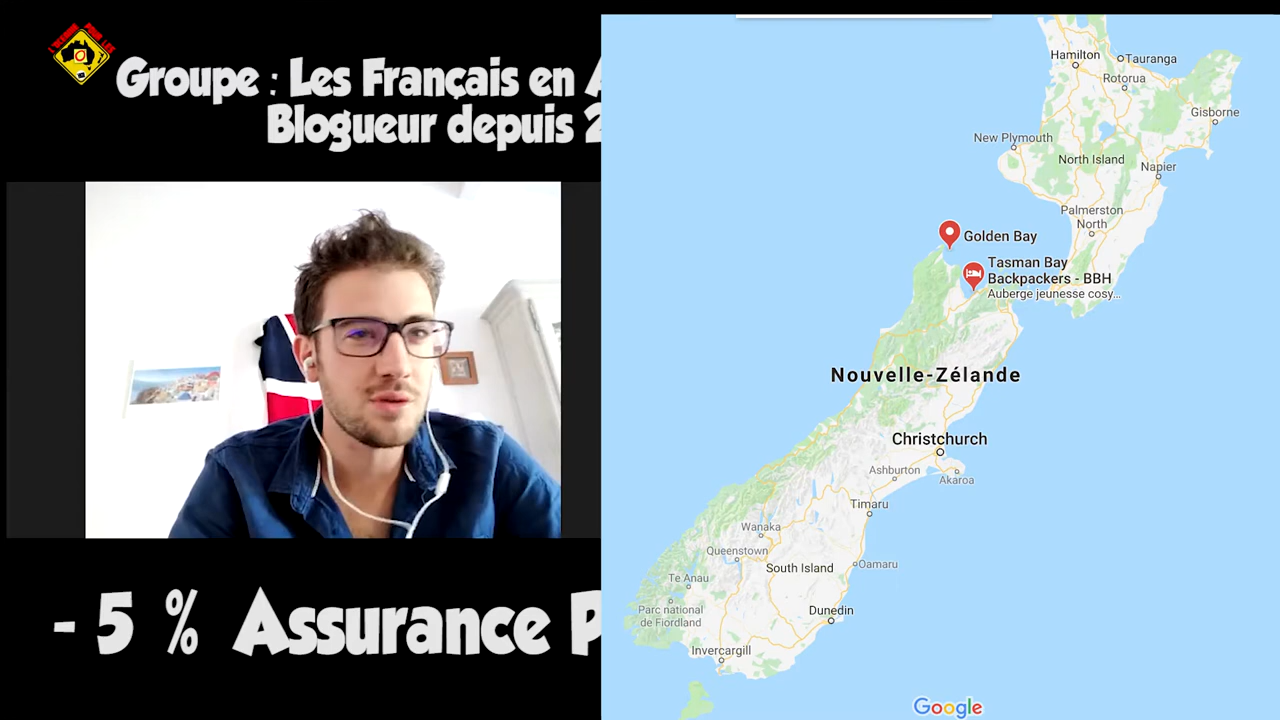 Groupe : Les Français en
Blogueur depuis
- 5 % Assurance
Hamilton
Tauranga
Rotorua
Gisborne
New Plymouth
North Island
Napier
Palmerston
North
Golden Bay
Tasman Bay
Backpackers - BBH
Auberge jeunesse cosy...
Nouvelle-Zélande
Christchurch
Ashburton
Akaroa
Timaru
Wanaka
Queenstown
South Island
Oamaru
Te Anau
Parc national
de Fiordland
Dunedin
Invercargill
Google